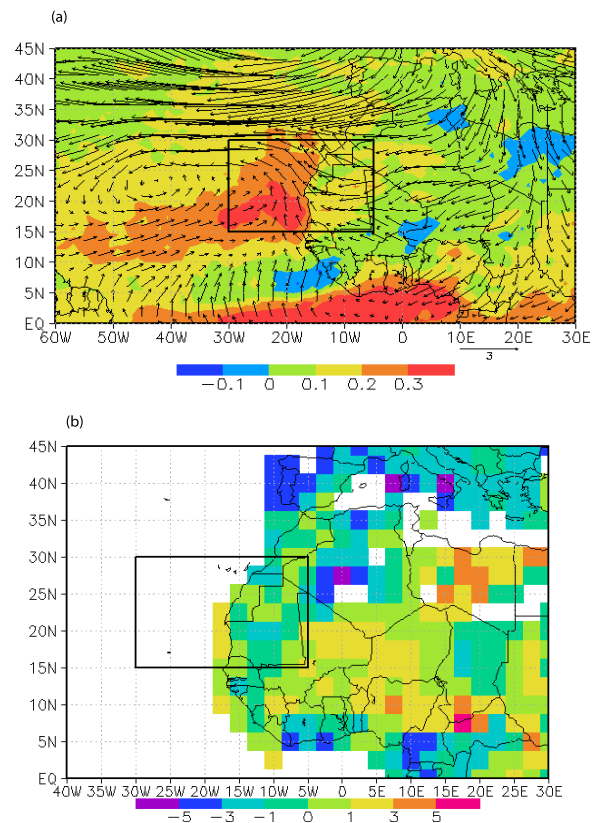 (a)
45N
40N
35N
30N
25N
20N
15N
10N
5N
EQ
60W 50W 40W 30W 20W 10W 0 10E 20E 30E
3
−0.1 0 0.1 0.2 0.3
(b)
45N
40N
35N
30N
25N
20N
15N
10N
5N
EQ
40W 35W 30W 25W 20W 15W 10W 5W 0 5E 10E 15E 20E 25E 30E
−5 −3 −1 0 1 3 5